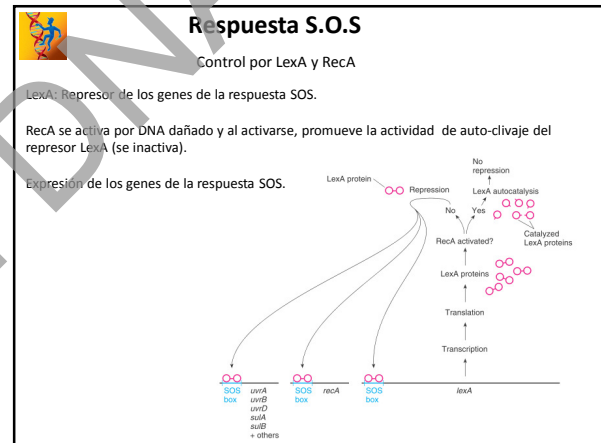 Respuesta S.O.S
Control por LexA y RecA
LexA: Represor de los genes de la respuesta SOS.
RecA se activa por DNA dañado y al activarse, promueve la actividad de auto-clivaje del
represor LexA (se inactiva).
Expresión de los genes de la respuesta SOS.
No
repression
LexA protein
Repression
LexA autocatalysis
No
Yes
Catalyzed
LexA proteins
RecA activated?
LexA proteins
Translation
Transcription
SOS
box
uvrA
uvrB
uvrD
sulA
sulB
+ others
SOS
box
recA
SOS
box
lexA
DNA